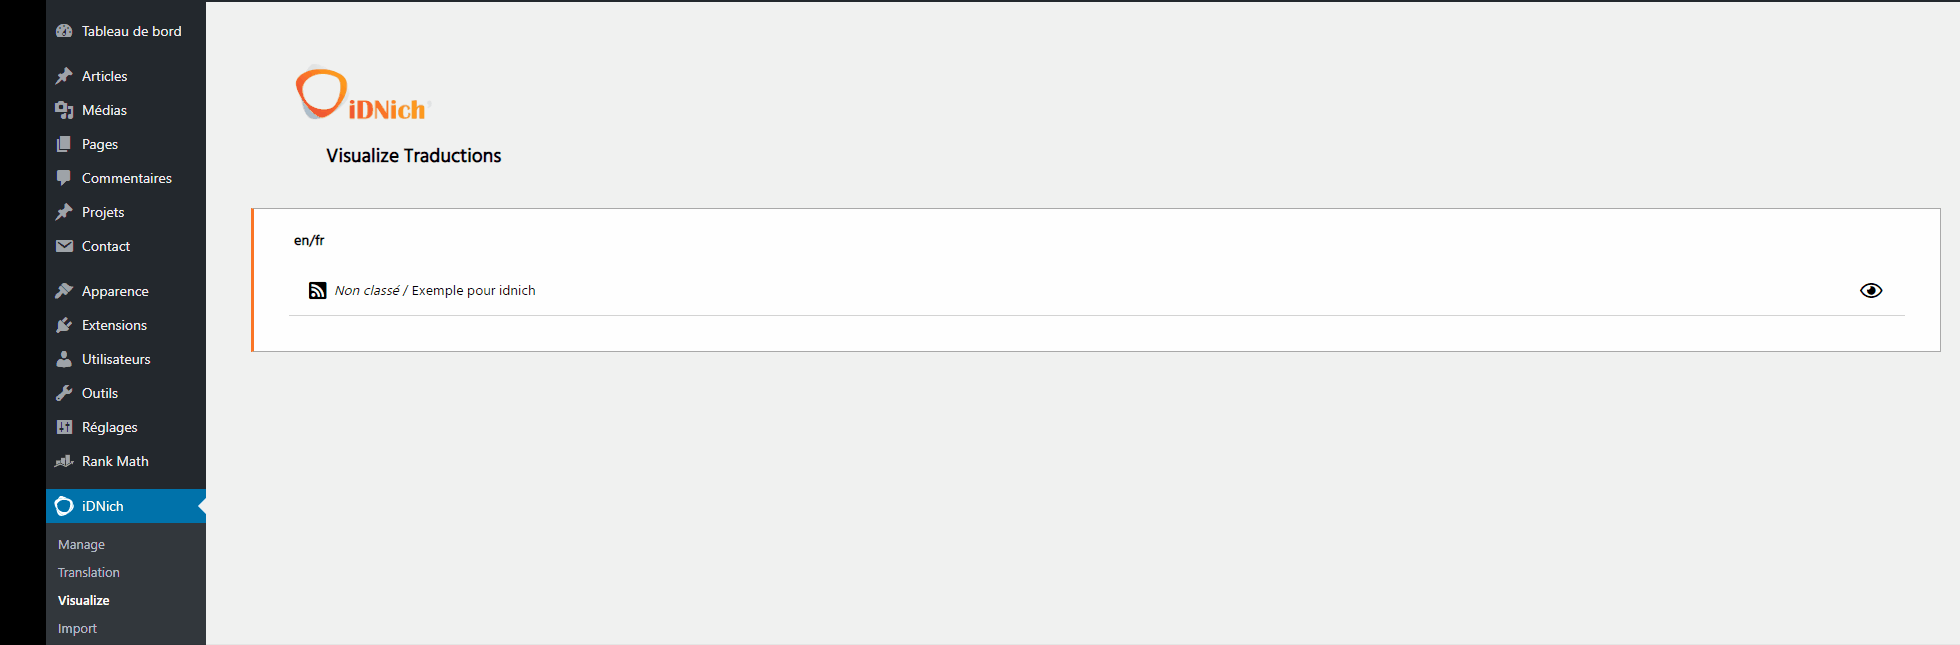 Tableau de bord
Articles
Médias
Pages
Commentaires
Projets
Contact
Apparence
Extensions
Utilisateurs
Outils
Réglages
Rank Math
iDNich
Manage
Translation
Visualize
Import
iDNich
Visualize Traductions
en/fr
Non classé / Exemple pour idnich